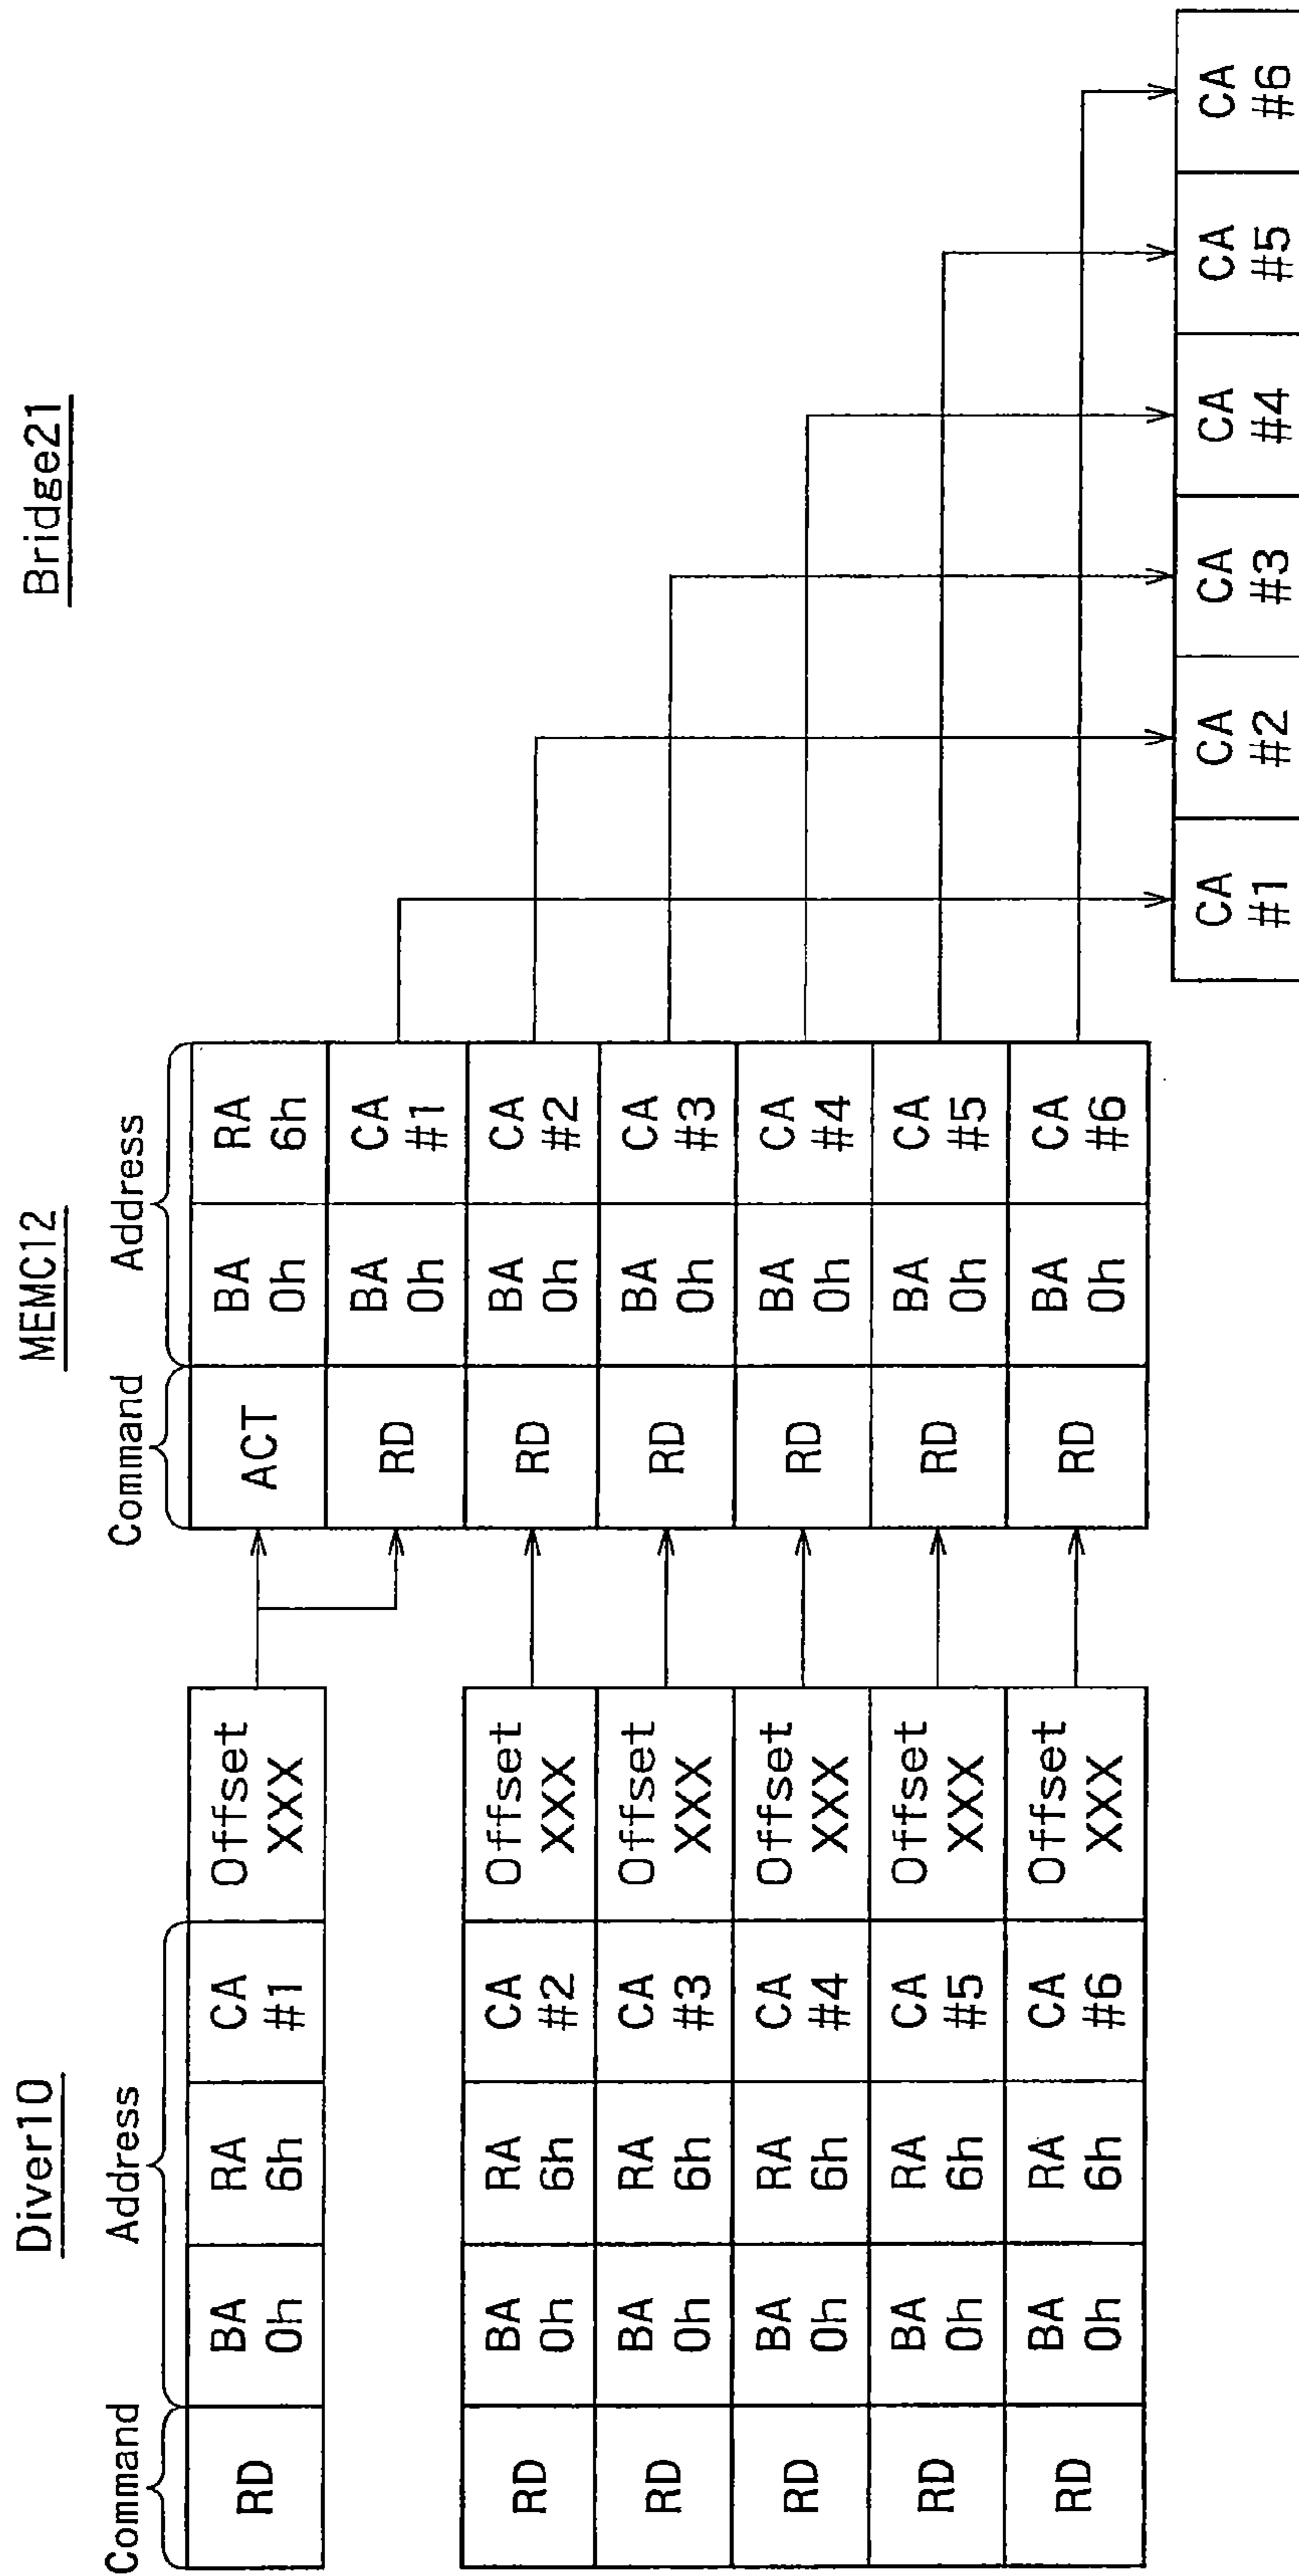 Diver10
Command Address
RD BA 0h RA 6h CA #1 Offset XXX
RD BA 0h RA 6h CA #2 Offset XXX
RD BA 0h RA 6h CA #3 Offset XXX
RD BA 0h RA 6h CA #4 Offset XXX
RD BA 0h RA 6h CA #5 Offset XXX
RD BA 0h RA 6h CA #6 Offset XXX
MEMC12
Command Address
ACT BA 0h RA 6h
RD BA 0h CA #1
RD BA 0h CA #2
RD BA 0h CA #3
RD BA 0h CA #4
RD BA 0h CA #5
RD BA 0h CA #6
Bridge21
CA #1 CA #2 CA #3 CA #4 CA #5 CA #6